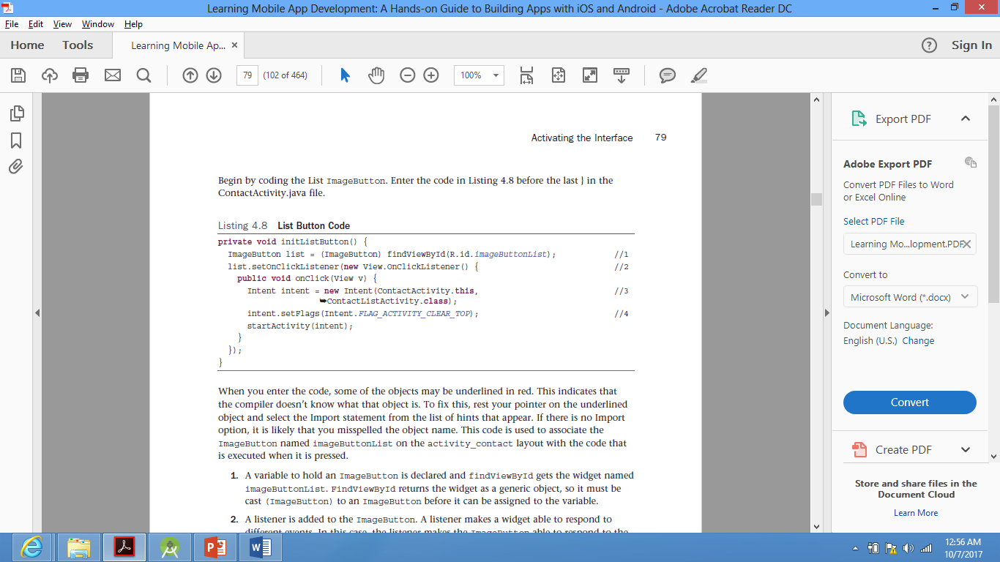 Learning Mobile App Development: A Hands-on Guide to Building Apps with iOS and Android - Adobe Acrobat Reader DC
File Edit View Window Help
Home Tools Learning Mobile Ap... × Sign In
79 (102 of 464) 100%
Activating the Interface 79
Begin by coding the List ImageButton. Enter the code in Listing 4.8 before the last } in the
ContactActivity.java file.
Listing 4.8 List Button Code
private void initListButton() {
ImageButton list = (ImageButton) findViewById(R.id.imageButtonList); //1
list.setOnClickListener(new View.OnClickListener() { //2
public void onClick(View v) {
Intent intent = new Intent(ContactActivity.this, //3
➥ContactListActivity.class);
intent.setFlags(Intent.FLAG_ACTIVITY_CLEAR_TOP); //4
startActivity(intent);
}
});
}
When you enter the code, some of the objects may be underlined in red. This indicates that
the compiler doesn't know what that object is. To fix this, rest your pointer on the underlined
object and select the Import statement from the list of hints that appear. If there is no Import
option, it is likely that you misspelled the object name. This code is used to associate the
ImageButton named imageButtonList on the activity_contact layout with the code that
is executed when it is pressed.
1. A variable to hold an ImageButton is declared and findViewById gets the widget named
imageButtonList. FindViewById returns the widget as a generic object, so it must be
cast (ImageButton) to an ImageButton before it can be assigned to the variable.
2. A listener is added to the ImageButton. A listener makes a widget able to respond to
different events. In this case, the listener makes the ImageButton able to respond to the
Export PDF
Adobe Export PDF
Convert PDF Files to Word
or Excel Online
Select PDF File
Learning Mo...lopment.PDF
Convert to
Microsoft Word (*.docx)
Document Language:
English (U.S.) Change
Convert
Create PDF
Store and share files in the
Document Cloud
Learn More
12:56 AM
10/7/2017